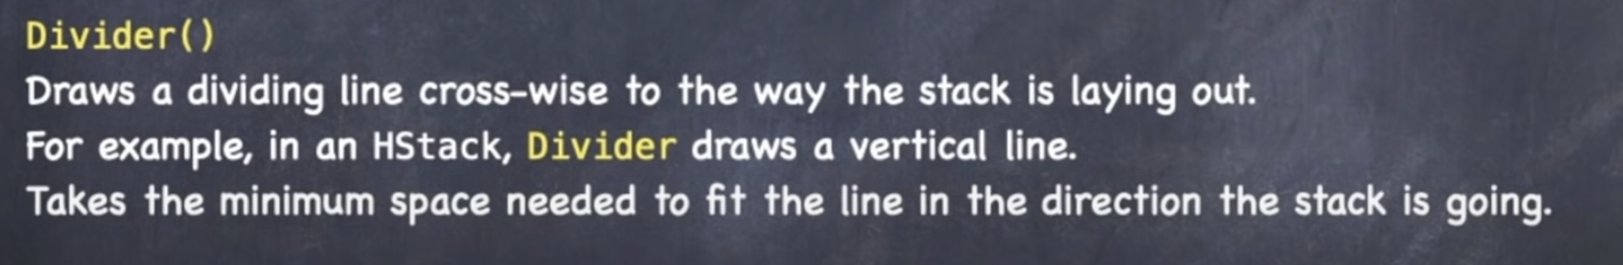 Divider()
Draws a dividing line cross-wise to the way the stack is laying out.
For example, in an HStack, Divider draws a vertical line.
Takes the minimum space needed to fit the line in the direction the stack is going.